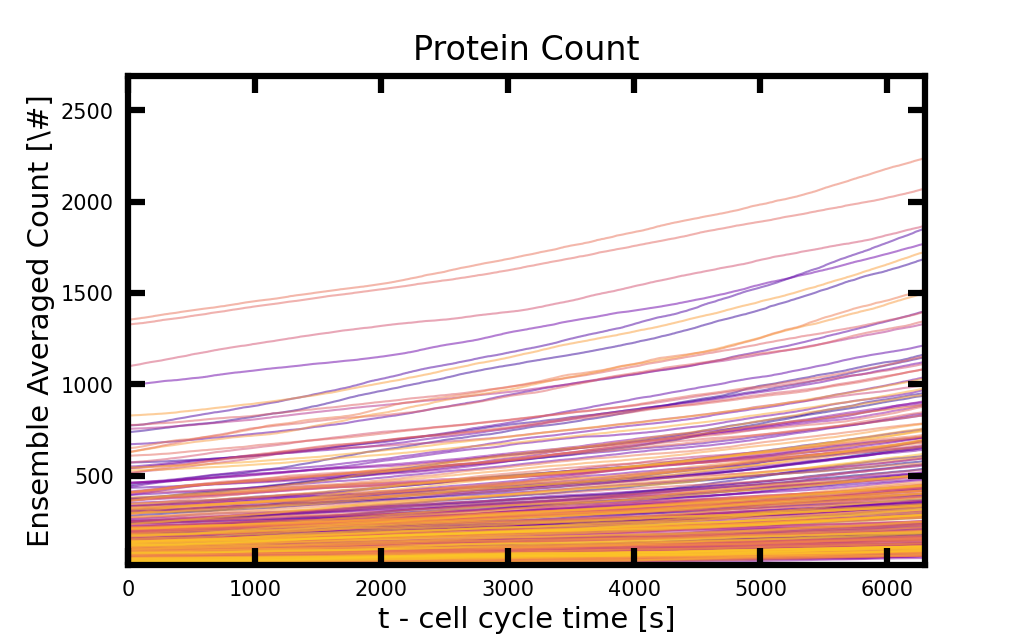 Protein Count
Ensemble Averaged Count [\#]
2500
2000
1500
1000
500
0 1000 2000 3000 4000 5000 6000
t - cell cycle time [s]